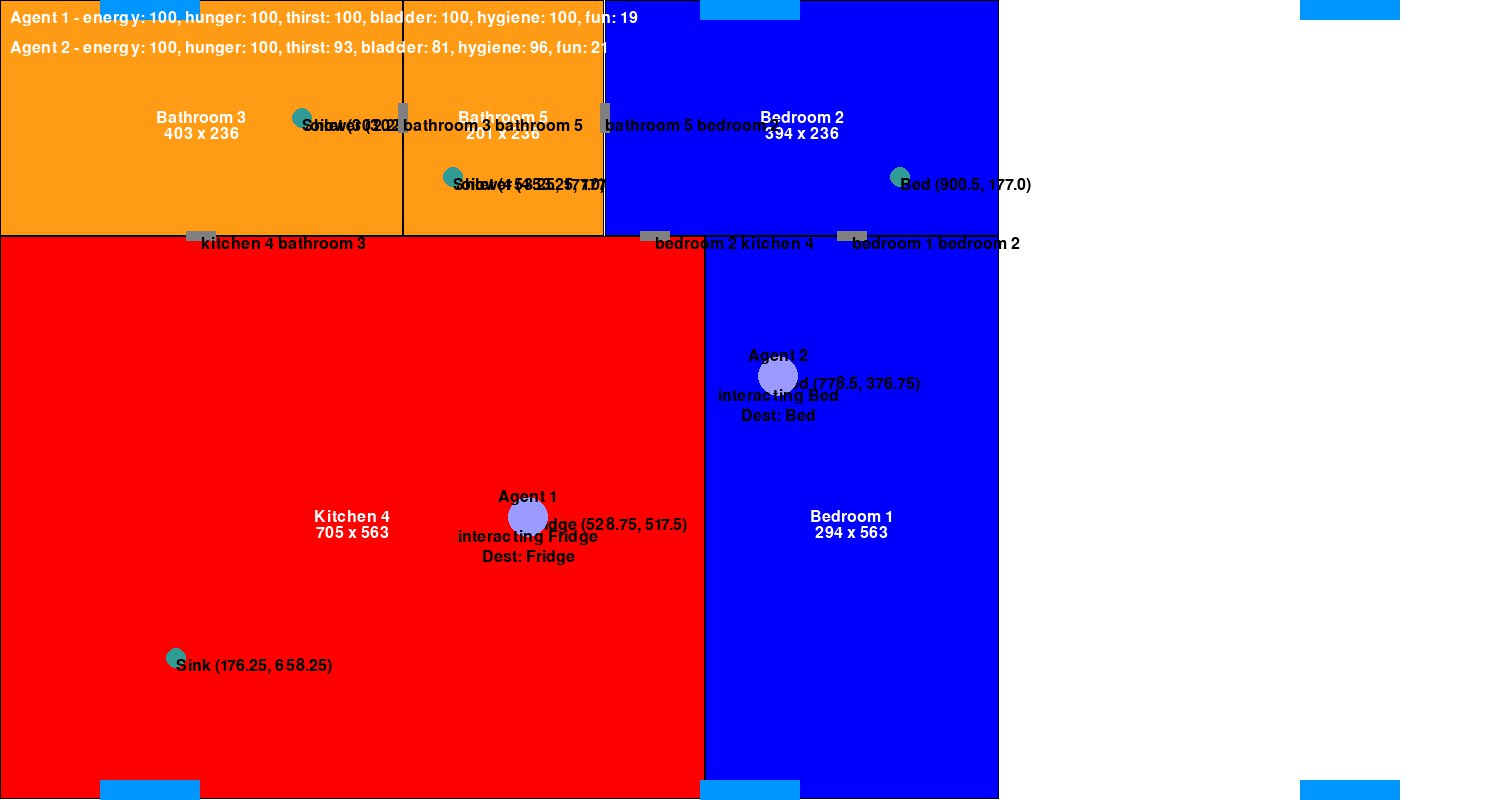 Agent 1 - energy: 100, hunger: 100, thirst: 100, bladder: 100, hygiene: 100, fun: 19
Agent 2 - energy: 100, hunger: 100, thirst: 93, bladder: 81, hygiene: 96, fun: 21
Bathroom 3
403 x 236
Bathroom 5
201 x 236
Bedroom 2
394 x 236
bathroom 3 bathroom 5
bathroom 5 bedroom 2
Bed (900.5, 177.0)
kitchen 4 bathroom 3
bedroom 2 kitchen 4
bedroom 1 bedroom 2
Agent 2
(778.5, 376.75)
interacting Bed
Dest: Bed
Agent 1
(528.75, 517.5)
interacting Fridge
Dest: Fridge
Kitchen 4
705 x 563
Bedroom 1
294 x 563
Sink (176.25, 658.25)